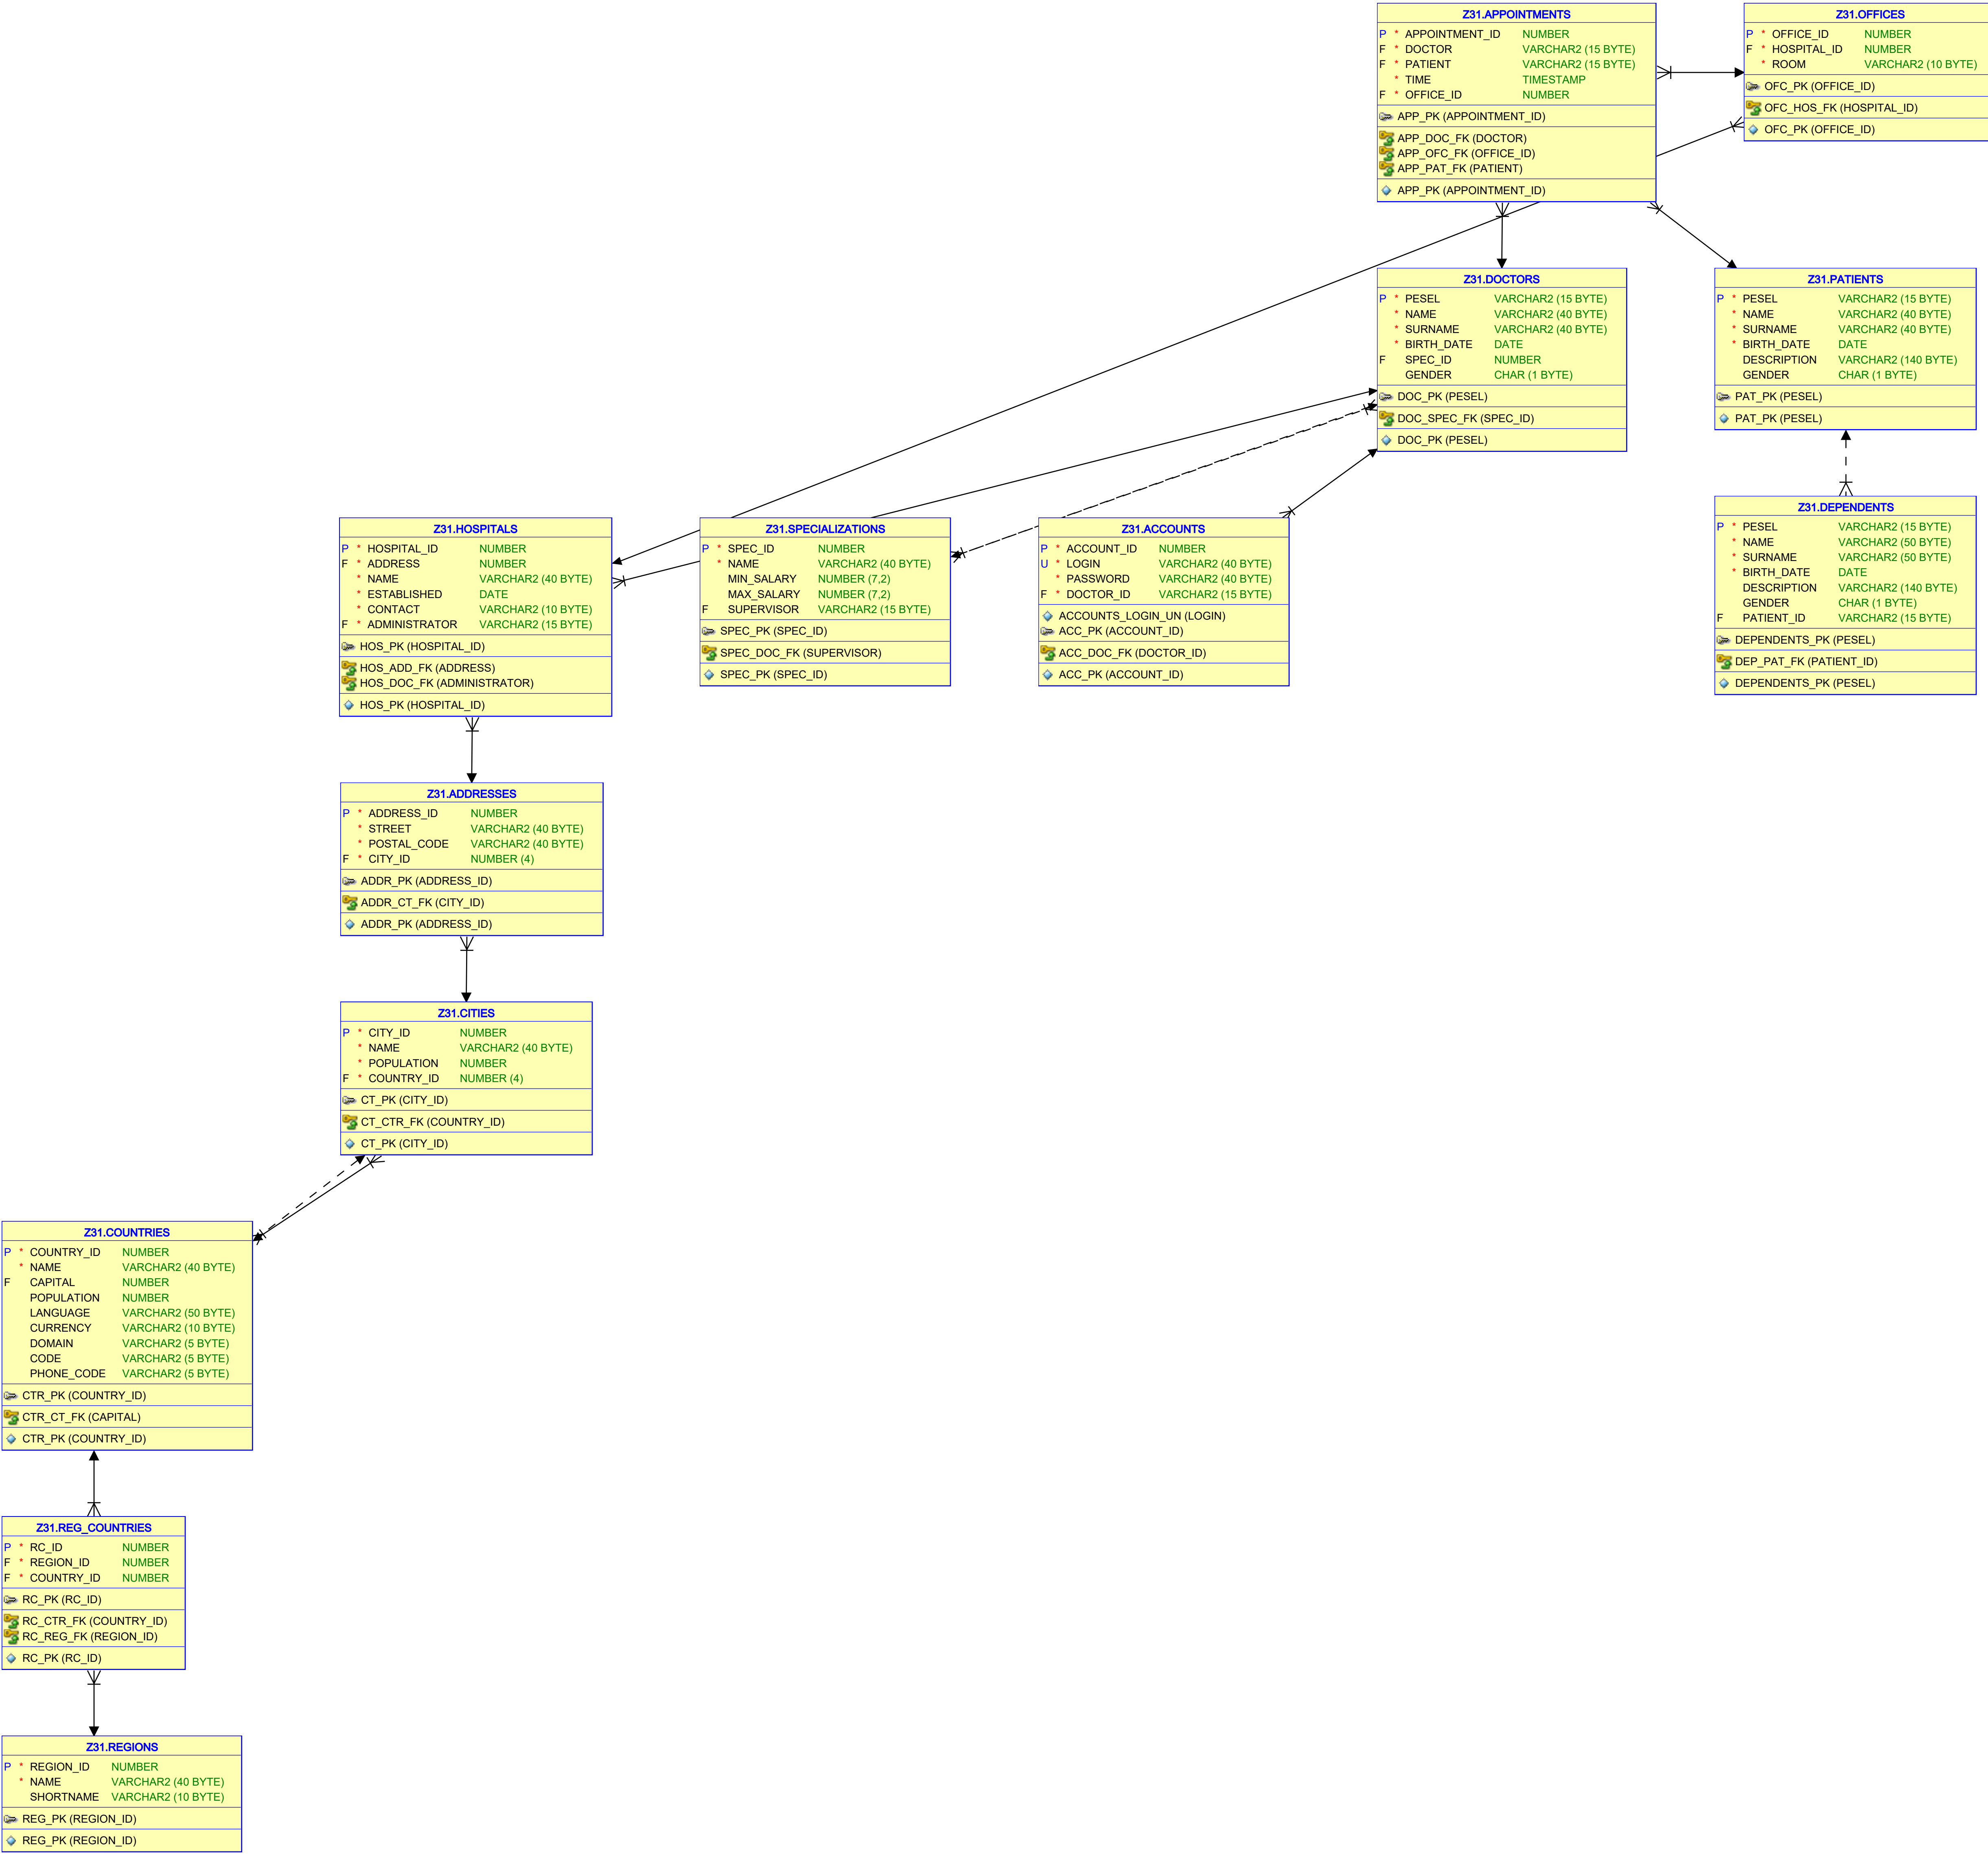 Z31.APPOINTMENTS
P * APPOINTMENT_ID NUMBER
F * DOCTOR VARCHAR2 (15 BYTE)
F * PATIENT VARCHAR2 (15 BYTE)
* TIME TIMESTAMP
F * OFFICE_ID NUMBER
APP_PK (APPOINTMENT_ID)
APP_DOC_FK (DOCTOR)
APP_OFC_FK (OFFICE_ID)
APP_PAT_FK (PATIENT)
APP_PK (APPOINTMENT_ID)
Z31.OFFICES
P * OFFICE_ID NUMBER
F * HOSPITAL_ID NUMBER
* ROOM VARCHAR2 (10 BYTE)
OFC_PK (OFFICE_ID)
OFC_HOS_FK (HOSPITAL_ID)
OFC_PK (OFFICE_ID)
Z31.DOCTORS
P * PESEL VARCHAR2 (15 BYTE)
* NAME VARCHAR2 (40 BYTE)
* SURNAME VARCHAR2 (40 BYTE)
* BIRTH_DATE DATE
F SPEC_ID NUMBER
GENDER CHAR (1 BYTE)
DOC_PK (PESEL)
DOC_SPEC_FK (SPEC_ID)
DOC_PK (PESEL)
Z31.PATIENTS
P * PESEL VARCHAR2 (15 BYTE)
* NAME VARCHAR2 (40 BYTE)
* SURNAME VARCHAR2 (40 BYTE)
* BIRTH_DATE DATE
DESCRIPTION VARCHAR2 (140 BYTE)
GENDER CHAR (1 BYTE)
PAT_PK (PESEL)
PAT_PK (PESEL)
Z31.HOSPITALS
P * HOSPITAL_ID NUMBER
F * ADDRESS NUMBER
* NAME VARCHAR2 (40 BYTE)
* ESTABLISHED DATE
* CONTACT VARCHAR2 (10 BYTE)
F * ADMINISTRATOR VARCHAR2 (15 BYTE)
HOS_PK (HOSPITAL_ID)
HOS_ADD_FK (ADDRESS)
HOS_DOC_FK (ADMINISTRATOR)
HOS_PK (HOSPITAL_ID)
Z31.SPECIALIZATIONS
P * SPEC_ID NUMBER
* NAME VARCHAR2 (40 BYTE)
MIN_SALARY NUMBER (7,2)
MAX_SALARY NUMBER (7,2)
F SUPERVISOR VARCHAR2 (15 BYTE)
SPEC_PK (SPEC_ID)
SPEC_DOC_FK (SUPERVISOR)
SPEC_PK (SPEC_ID)
Z31.ACCOUNTS
P * ACCOUNT_ID NUMBER
U * LOGIN VARCHAR2 (40 BYTE)
* PASSWORD VARCHAR2 (40 BYTE)
F * DOCTOR_ID VARCHAR2 (15 BYTE)
ACCOUNTS_LOGIN_UN (LOGIN)
ACC_PK (ACCOUNT_ID)
ACC_DOC_FK (DOCTOR_ID)
ACC_PK (ACCOUNT_ID)
Z31.DEPENDENTS
P * PESEL VARCHAR2 (15 BYTE)
* NAME VARCHAR2 (50 BYTE)
* SURNAME VARCHAR2 (50 BYTE)
* BIRTH_DATE DATE
DESCRIPTION VARCHAR2 (140 BYTE)
GENDER CHAR (1 BYTE)
F PATIENT_ID VARCHAR2 (15 BYTE)
DEPENDENTS_PK (PESEL)
DEP_PAT_FK (PATIENT_ID)
DEPENDENTS_PK (PESEL)
Z31.ADDRESSES
P * ADDRESS_ID NUMBER
* STREET VARCHAR2 (40 BYTE)
* POSTAL_CODE VARCHAR2 (40 BYTE)
F * CITY_ID NUMBER (4)
ADDR_PK (ADDRESS_ID)
ADDR_CT_FK (CITY_ID)
ADDR_PK (ADDRESS_ID)
Z31.CITIES
P * CITY_ID NUMBER
* NAME VARCHAR2 (40 BYTE)
* POPULATION NUMBER
F * COUNTRY_ID NUMBER (4)
CT_PK (CITY_ID)
CT_CTR_FK (COUNTRY_ID)
CT_PK (CITY_ID)
Z31.COUNTRIES
P * COUNTRY_ID NUMBER
* NAME VARCHAR2 (40 BYTE)
F CAPITAL NUMBER
POPULATION NUMBER
LANGUAGE VARCHAR2 (50 BYTE)
CURRENCY VARCHAR2 (10 BYTE)
DOMAIN VARCHAR2 (5 BYTE)
CODE VARCHAR2 (5 BYTE)
PHONE_CODE VARCHAR2 (5 BYTE)
CTR_PK (COUNTRY_ID)
CTR_CT_FK (CAPITAL)
CTR_PK (COUNTRY_ID)
Z31.REG_COUNTRIES
P * RC_ID NUMBER
F * REGION_ID NUMBER
F * COUNTRY_ID NUMBER
RC_PK (RC_ID)
RC_CTR_FK (COUNTRY_ID)
RC_REG_FK (REGION_ID)
RC_PK (RC_ID)
Z31.REGIONS
P * REGION_ID NUMBER
* NAME VARCHAR2 (40 BYTE)
SHORTNAME VARCHAR2 (10 BYTE)
REG_PK (REGION_ID)
REG_PK (REGION_ID)